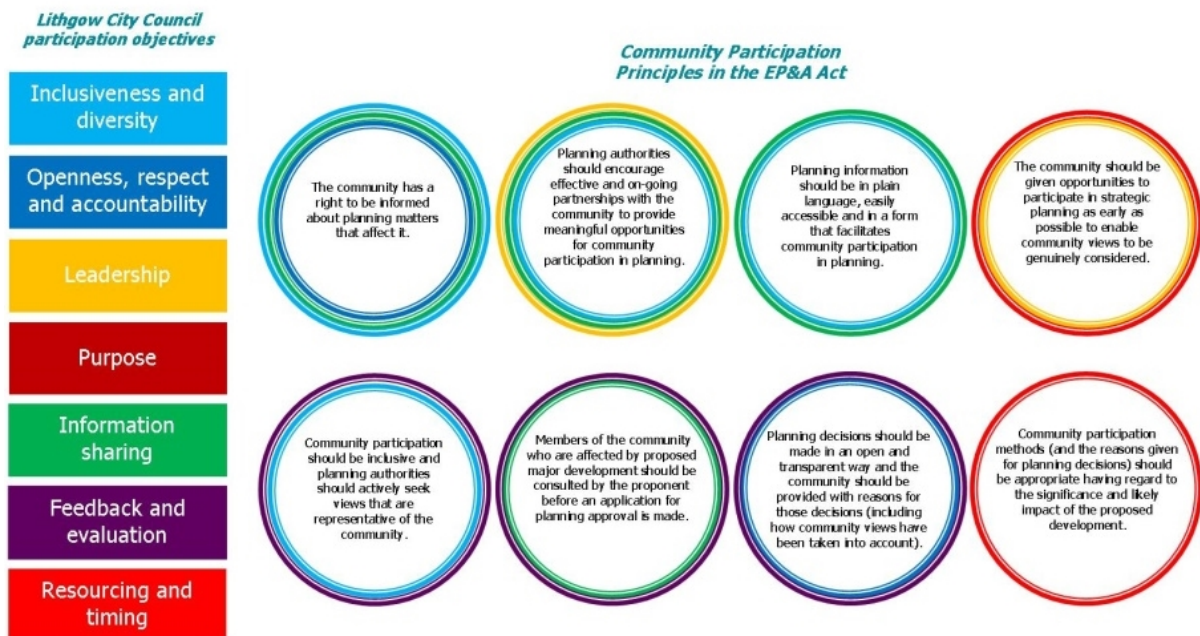 Lithgow City Council
participation objectives
Inclusiveness and
diversity
Openness, respect
and accountability
Leadership
Purpose
Information
sharing
Feedback and
evaluation
Resourcing and
timing
Community Participation
Principles in the EP&A Act
The community has a
right to be informed
about planning matters
that affect it.
Planning authorities
should encourage
effective and on-going
partnerships with the
community to provide
meaningful opportunities
for community
participation in planning.
Planning information
should be in plain
language, easily
accessible and in a form
that facilitates
community participation
in planning.
The community should be
given opportunities to
participate in strategic
planning as early as
possible to enable
community views to be
genuinely considered.
Community participation
should be inclusive and
planning authorities
should actively seek
views that are
representative of the
community.
Members of the community
who are affected by proposed
major development should be
consulted by the proponent
before an application for
planning approval is made.
Planning decisions should be
made in an open and
transparent way and the
community should be
provided with reasons for
those decisions (including
how community views have
been taken into account).
Community participation
methods (and the reasons given
for planning decisions) should
be appropriate having regard to
the significance and likely
impact of the proposed
development.